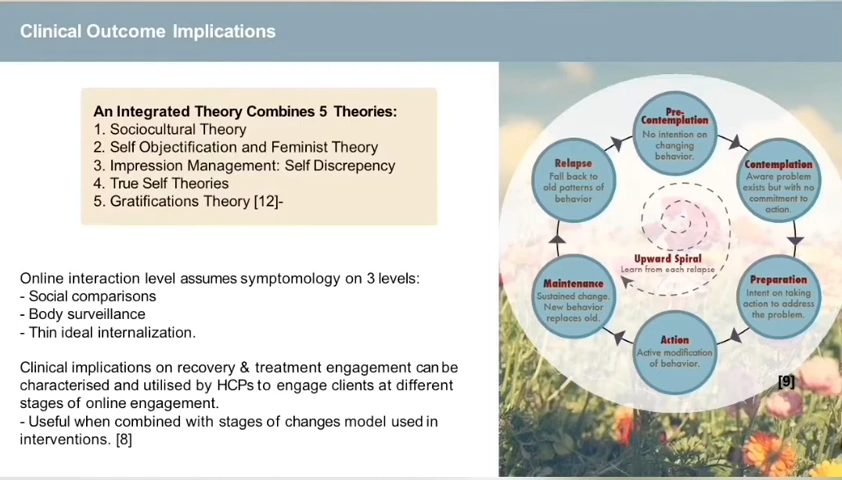 Clinical Outcome Implications
An Integrated Theory Combines 5 Theories:
1. Sociocultural Theory
2. Self Objectification and Feminist Theory
3. Impression Management: Self Discrepency
4. True Self Theories
5. Gratifications Theory [12]-
Online interaction level assumes symptomology on 3 levels:
- Social comparisons
- Body surveillance
- Thin ideal internalization.
Clinical implications on recovery & treatment engagement can be
characterised and utilised by HCPs to engage clients at different
stages of online engagement.
- Useful when combined with stages of changes model used in
interventions. [8]
Pre-
Contemplation
No intention on
changing
behavior.
Contemplation
Aware problem
exists but with no
commitment to
action.
Preparation
Intent on taking
action to address
the problem.
Action
Active modification
of behavior.
Maintenance
Sustained change.
New behavior
replaces old.
Relapse
Fall back to
old patterns of
behavior
Upward Spiral
Learn from each relapse
[9]